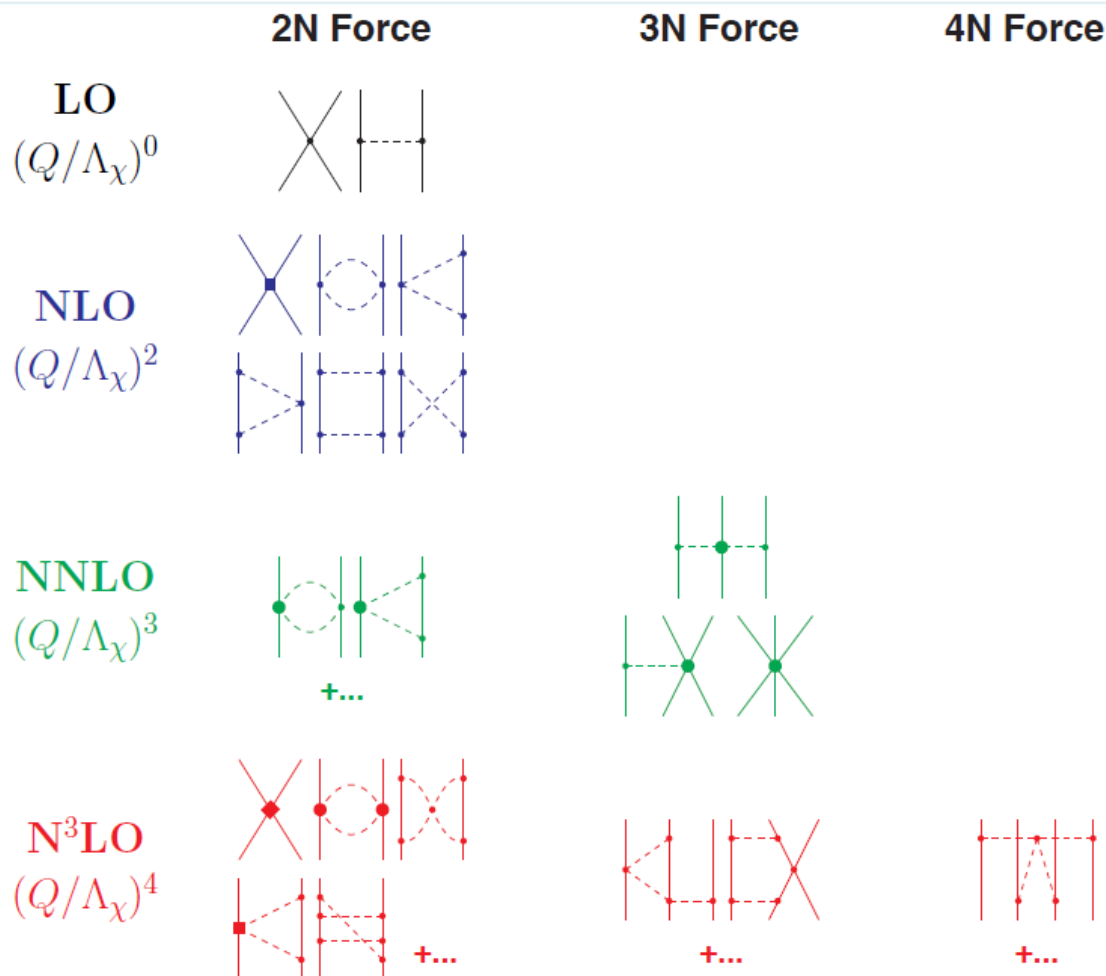 2N Force 3N Force 4N Force
LO
(Q/Λχ)⁰
NLO
(Q/Λχ)²
NNLO
(Q/Λχ)³
+...
N³LO
(Q/Λχ)⁴
+... +... +...